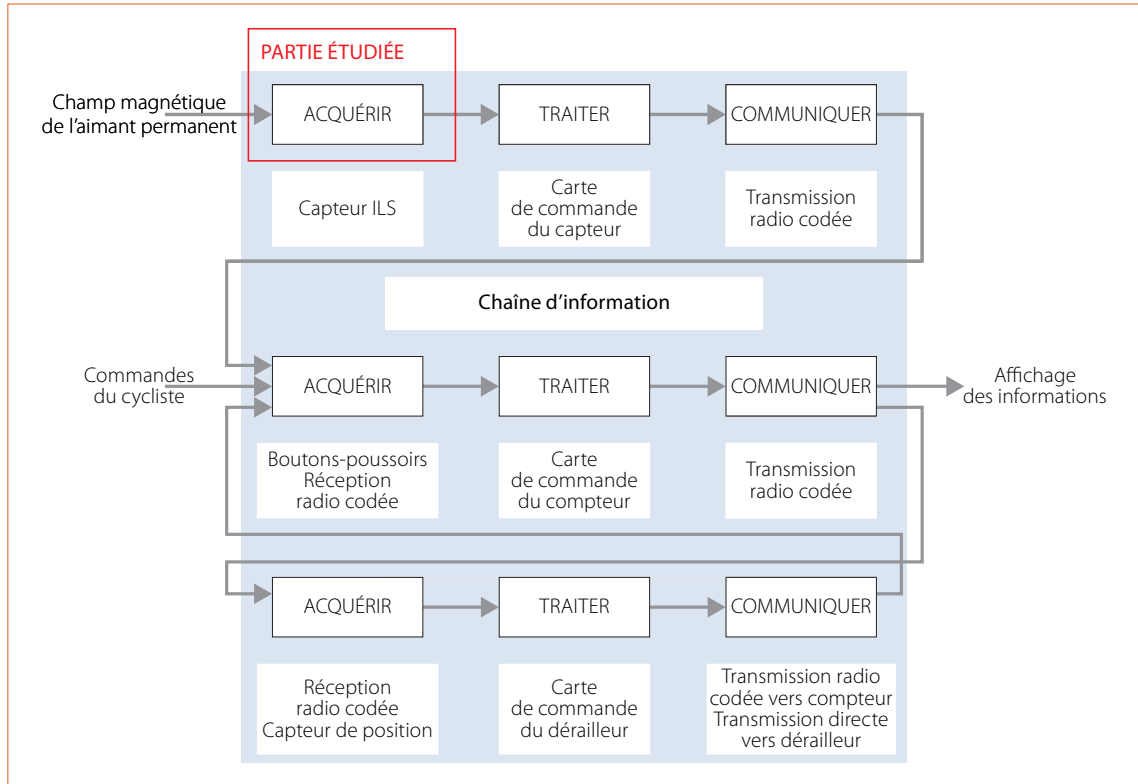 PARTIE ÉTUDIÉE
Champ magnétique
de l'aimant permanent
ACQUÉRIR
TRAITER
COMMUNIQUER
Capteur ILS
Carte
de commande
du capteur
Transmission
radio codée
Chaîne d'information
Commandes
du cycliste
ACQUÉRIR
TRAITER
COMMUNIQUER
Affichage
des informations
Boutons-poussoirs
Réception
radio codée
Carte
de commande
du compteur
Transmission
radio codée
ACQUÉRIR
TRAITER
COMMUNIQUER
Réception
radio codée
Capteur de position
Carte
de commande
du dérailleur
Transmission radio
codée vers compteur
Transmission directe
vers dérailleur